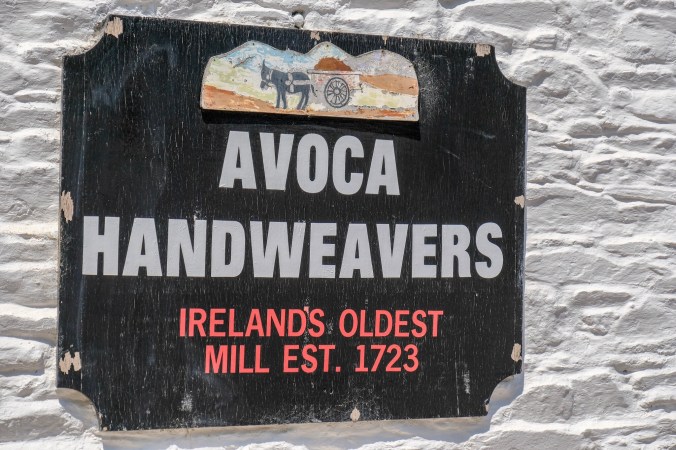 AVOCA
HANDWEAVERS
IRELAND'S OLDEST
MILL EST. 1723